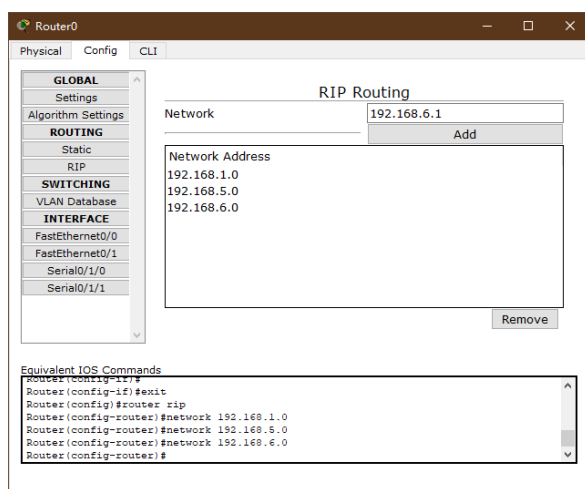 Router0
Physical Config CLI
GLOBAL
Settings
Algorithm Settings
ROUTING
Static
RIP
SWITCHING
VLAN Database
INTERFACE
FastEthernet0/0
FastEthernet0/1
Serial0/1/0
Serial0/1/1
RIP Routing
Network 192.168.6.1
Add
Network Address
192.168.1.0
192.168.5.0
192.168.6.0
Remove
Equivalent IOS Commands
Router(config-if)#
Router(config-if)#exit
Router(config)#router rip
Router(config-router)#network 192.168.1.0
Router(config-router)#network 192.168.5.0
Router(config-router)#network 192.168.6.0
Router(config-router)#